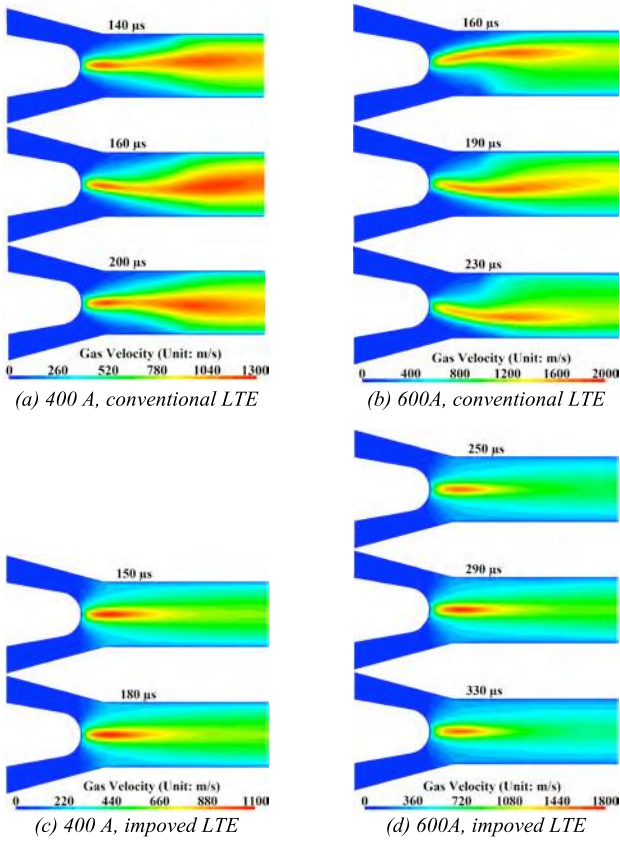 140 μs
160 μs
200 μs
Gas Velocity (Unit: m/s)
0 260 520 780 1040 1300
(a) 400 A, conventional LTE
160 μs
190 μs
230 μs
Gas Velocity (Unit: m/s)
0 400 800 1200 1600 2000
(b) 600A, conventional LTE
150 μs
180 μs
Gas Velocity (Unit: m/s)
0 220 440 660 880 1100
(c) 400 A, impoved LTE
250 μs
290 μs
330 μs
Gas Velocity (Unit: m/s)
0 360 720 1080 1440 1800
(d) 600A, impoved LTE